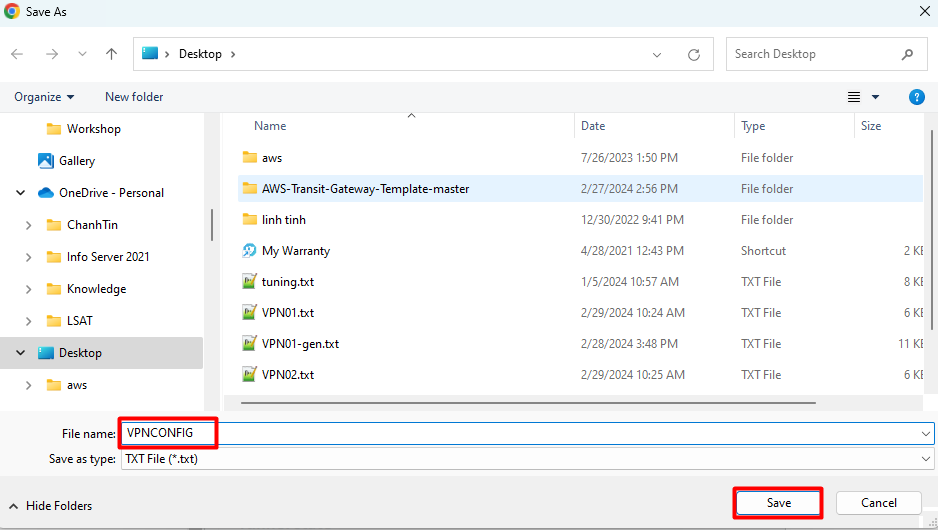 Save As
Desktop
Search Desktop
Organize New folder
Name Date Type Size
Workshop
Gallery
OneDrive - Personal
ChanhTin
Info Server 2021
Knowledge
LSAT
Desktop
aws
aws 7/26/2023 1:50 PM File folder
AWS-Transit-Gateway-Template-master 2/27/2024 2:56 PM File folder
linh tinh 12/30/2022 9:41 PM File folder
My Warranty 4/28/2021 12:43 PM Shortcut 2 KB
tuning.txt 1/5/2024 10:57 AM TXT File 8 KB
VPN01.txt 2/29/2024 10:24 AM TXT File 6 KB
VPN01-gen.txt 2/28/2024 3:48 PM TXT File 11 KB
VPN02.txt 2/29/2024 10:25 AM TXT File 6 KB
File name: VPNCONFIG
Save as type: TXT File (*.txt)
Hide Folders Save Cancel